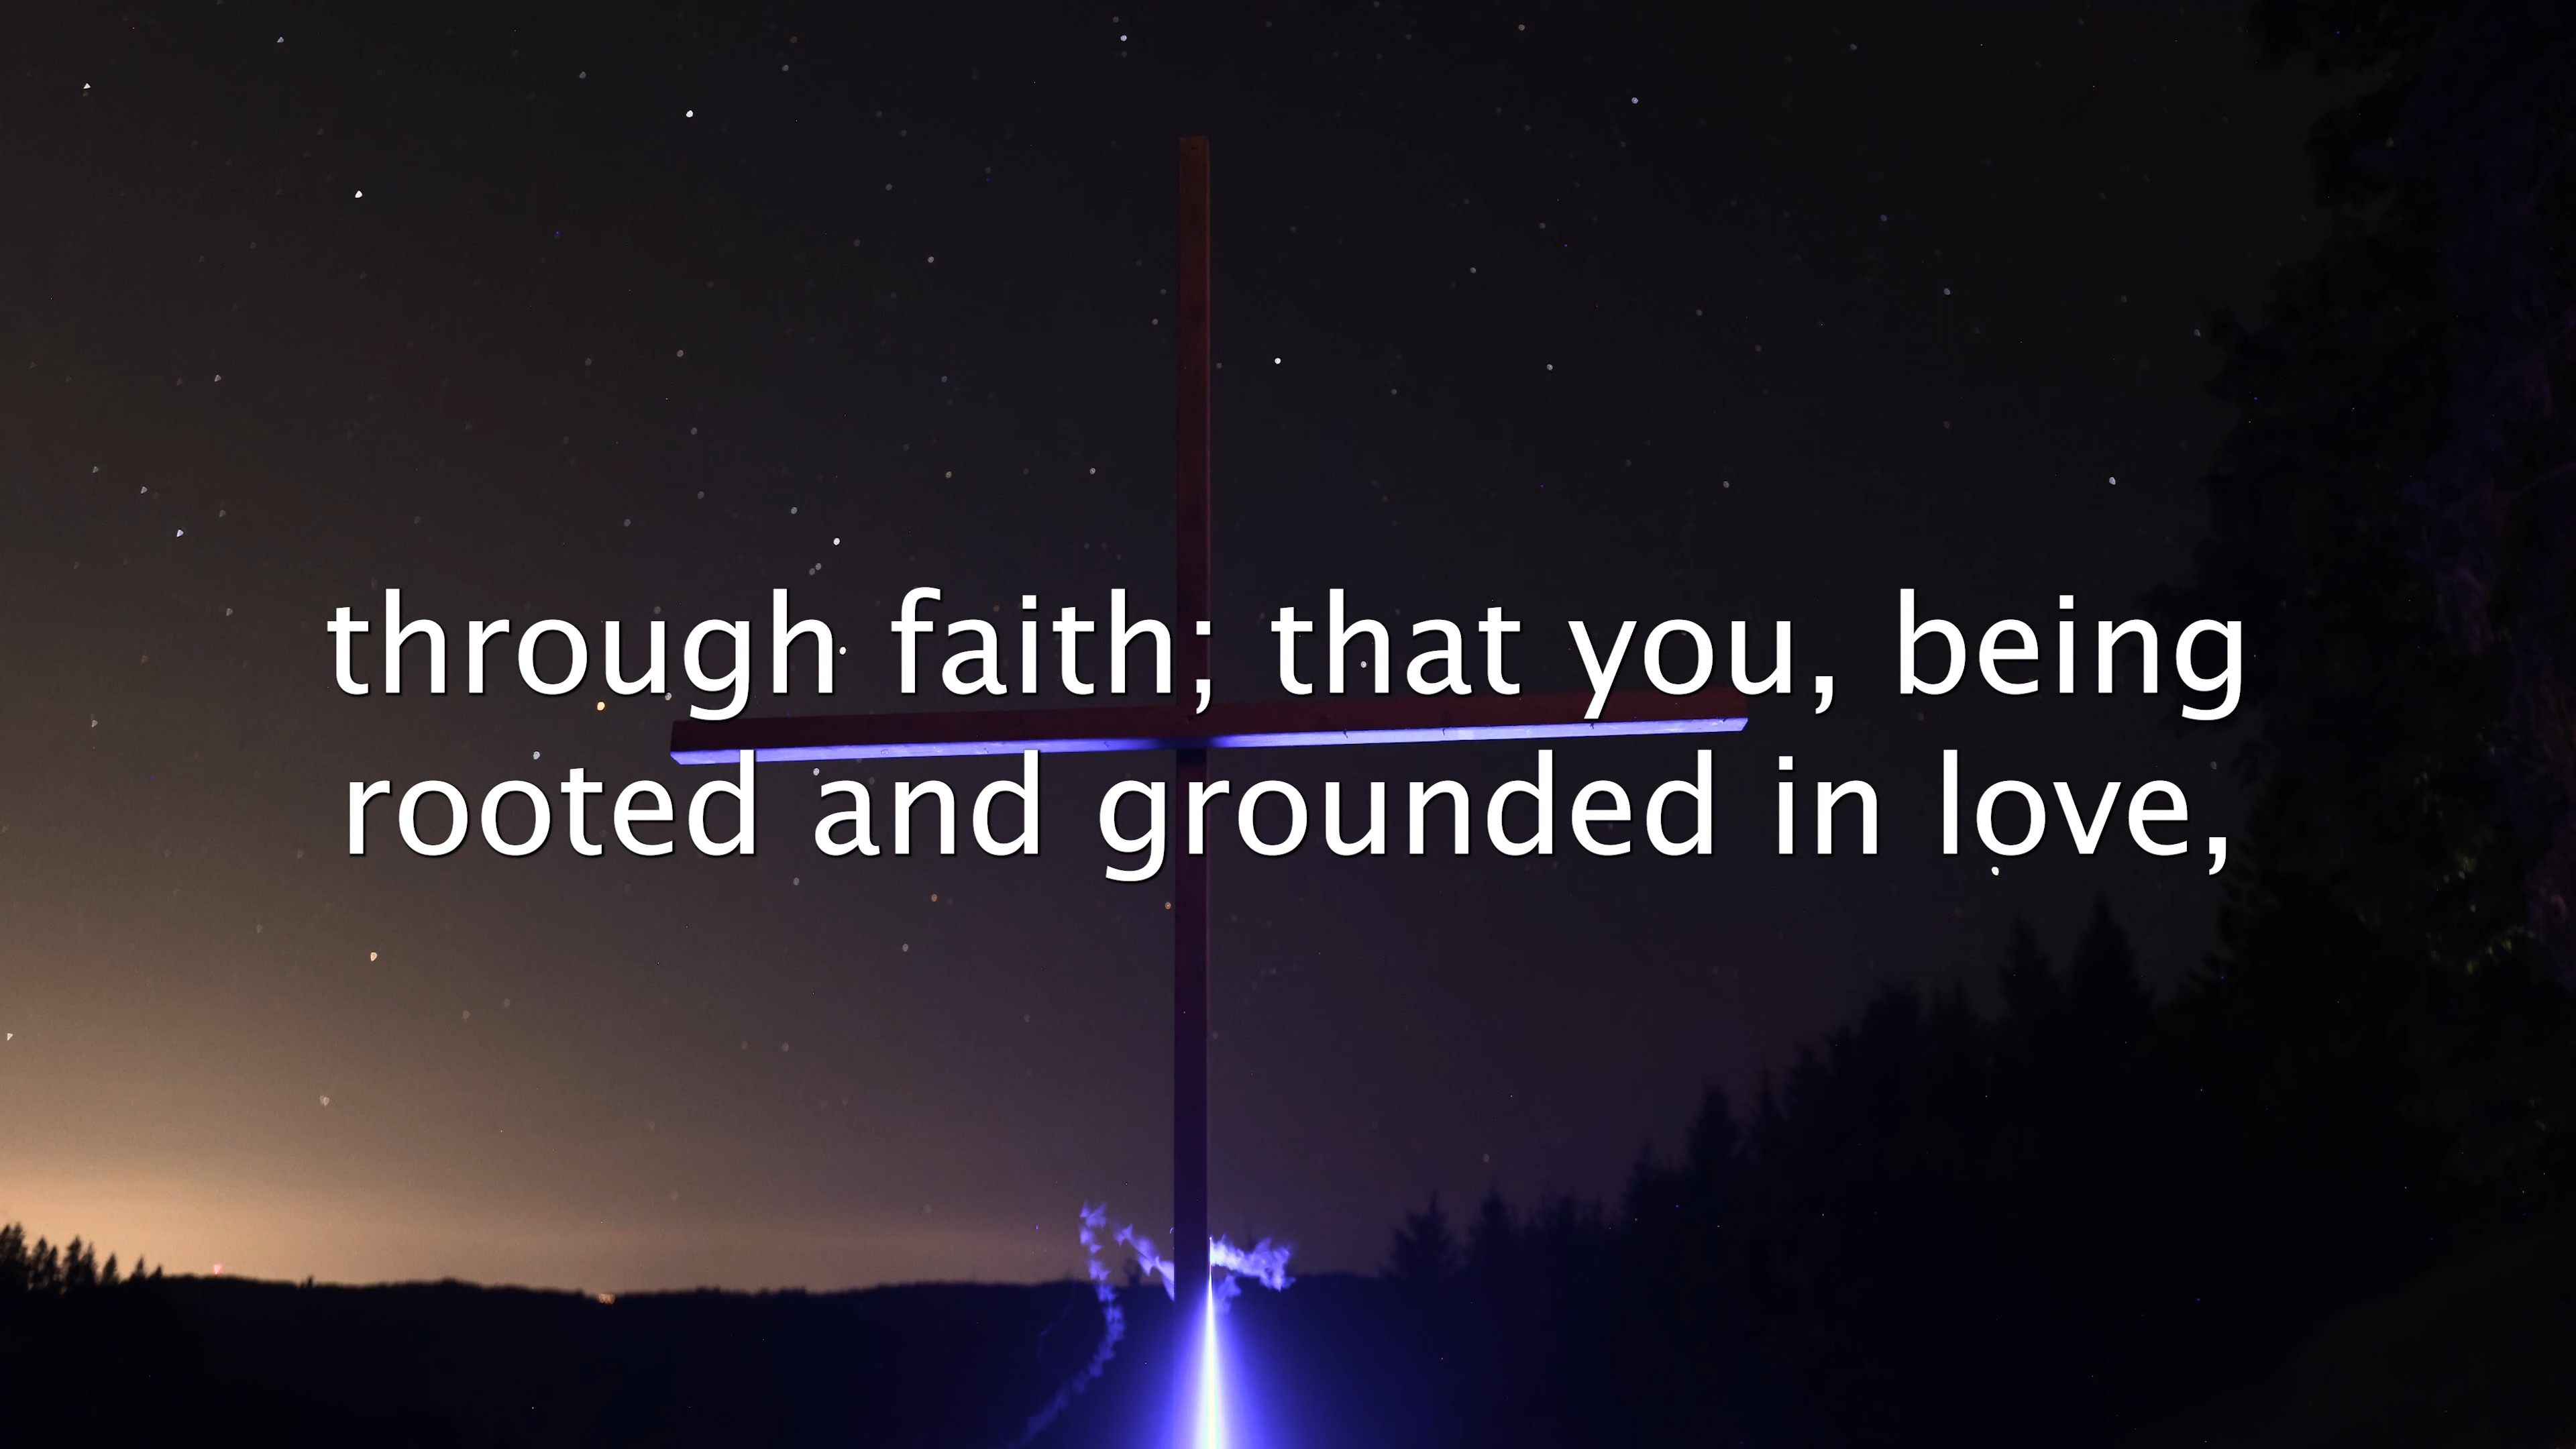 through faith; that you, being
rooted and grounded in love,